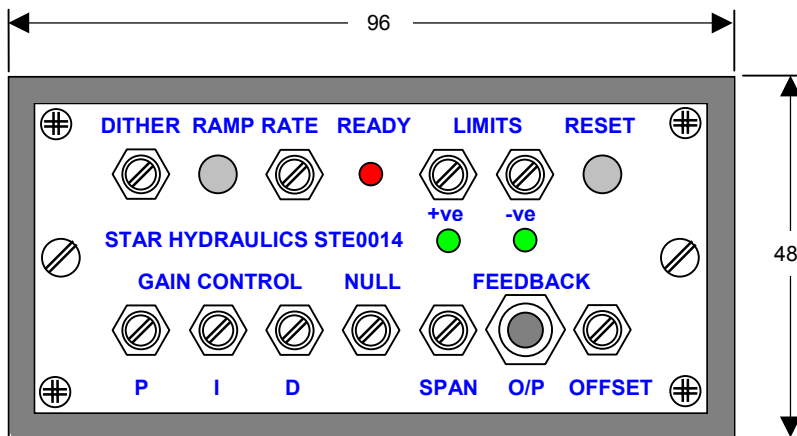 96
DITHER RAMP RATE READY LIMITS RESET
+ve -ve
STAR HYDRAULICS STE0014
48
GAIN CONTROL NULL FEEDBACK
P I D SPAN O/P OFFSET